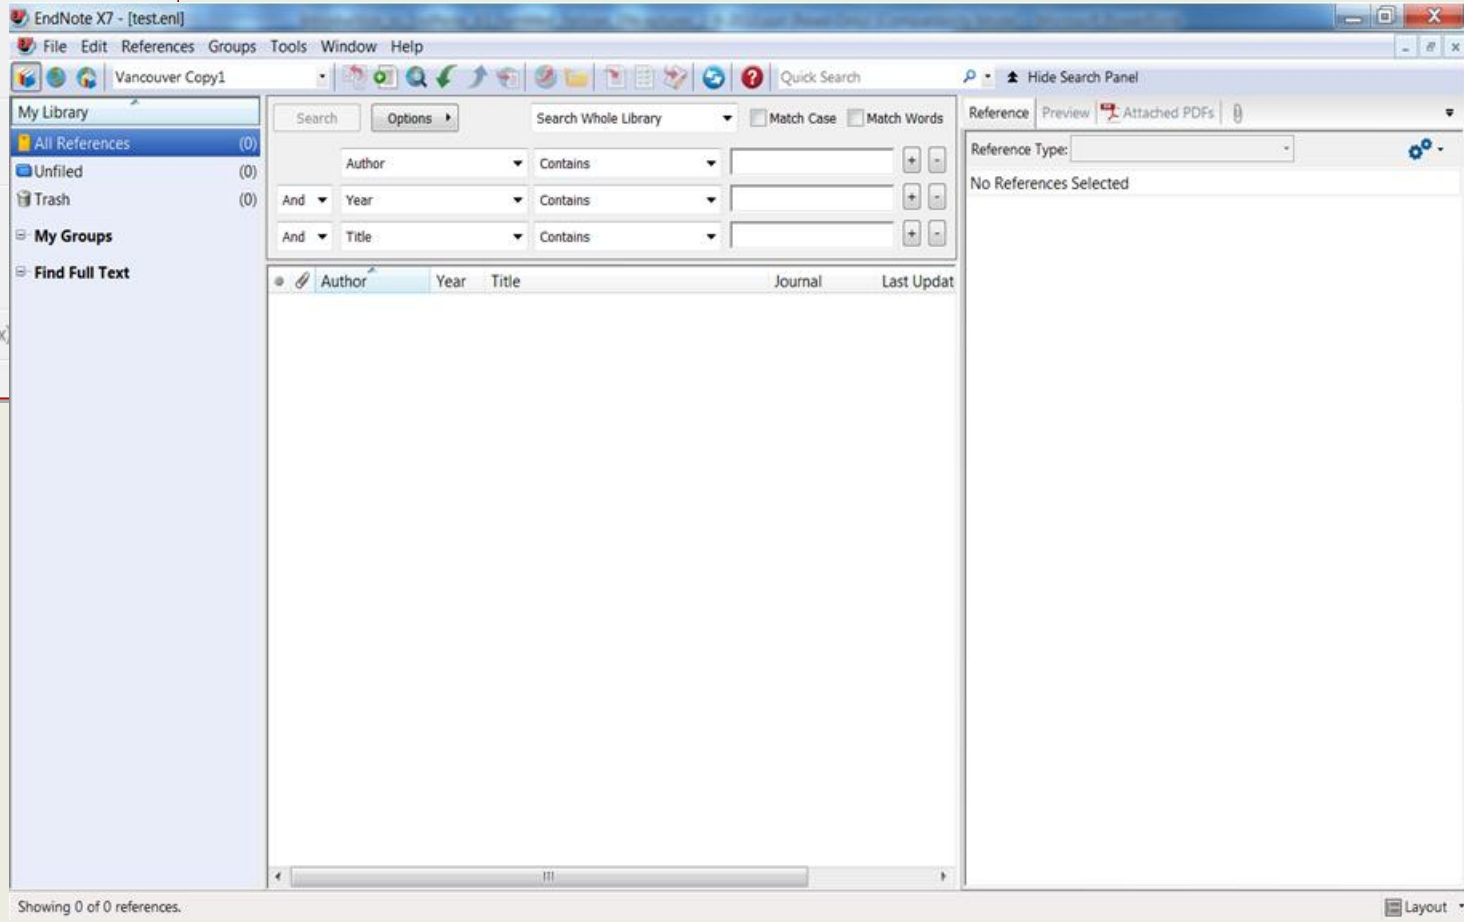 EndNote X7 - [test.enl]
File Edit References Groups Tools Window Help
Vancouver Copy1 Quick Search Hide Search Panel
My Library
All References (0)
Unfiled (0)
Trash (0)
My Groups
Find Full Text
Search Options Search Whole Library Match Case Match Words
Author Contains
And Year Contains
And Title Contains
Author Year Title Journal Last Updat
Reference Preview Attached PDFs
Reference Type:
No References Selected
Showing 0 of 0 references.
Layout